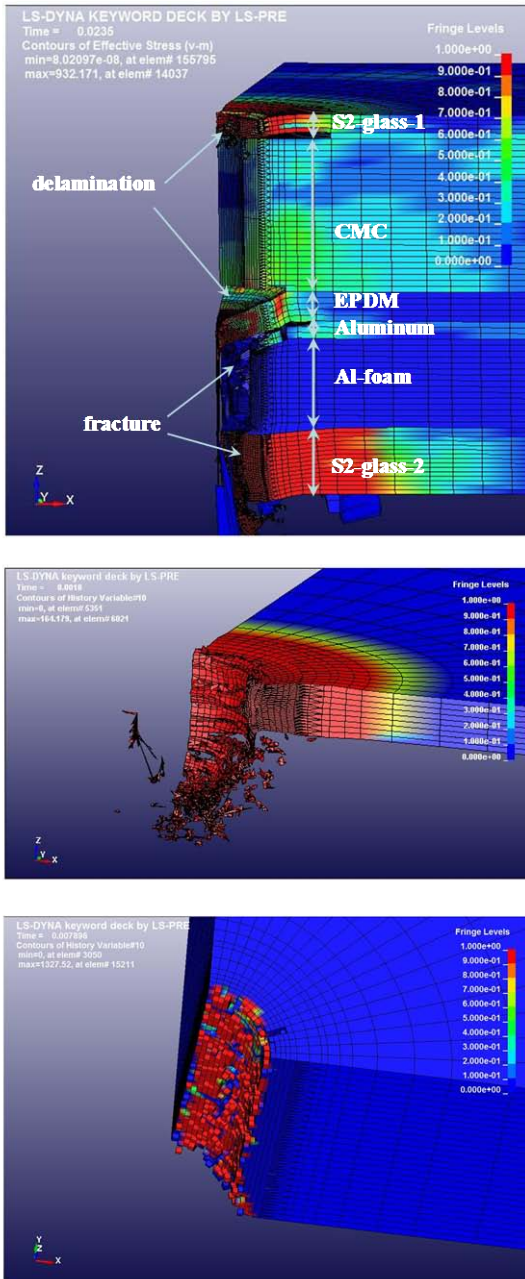 LS-DYNA KEYWORD DECK BY LS-PRE
Time = 0.0235
Contours of Effective Stress (v-m)
min=8.02097e-08, at elem# 155795
max=932.171, at elem# 14037
Fringe Levels
1.000e+00
9.000e-01
8.000e-01
7.000e-01
6.000e-01
5.000e-01
4.000e-01
3.000e-01
2.000e-01
1.000e-01
0.000e+00
S2-glass-1
delamination
CMC
EPDM
Aluminum
Al-foam
fracture
S2-glass-2
Z
Y
X
LS-DYNA keyword deck by LS-PRE
Time = 0.0018
Contours of History Variable#10
min=0, at elem# 5351
max=164.179, at elem# 6021
Fringe Levels
1.000e+00
9.000e-01
8.000e-01
7.000e-01
6.000e-01
5.000e-01
4.000e-01
3.000e-01
2.000e-01
1.000e-01
0.000e+00
Z
Y
X
LS-DYNA keyword deck by LS-PRE
Time = 0.007896
Contours of History Variable#10
min=0, at elem# 3050
max=1327.52, at elem# 15211
Fringe Levels
1.000e+00
9.000e-01
8.000e-01
7.000e-01
6.000e-01
5.000e-01
4.000e-01
3.000e-01
2.000e-01
1.000e-01
0.000e+00
Y
Z
X